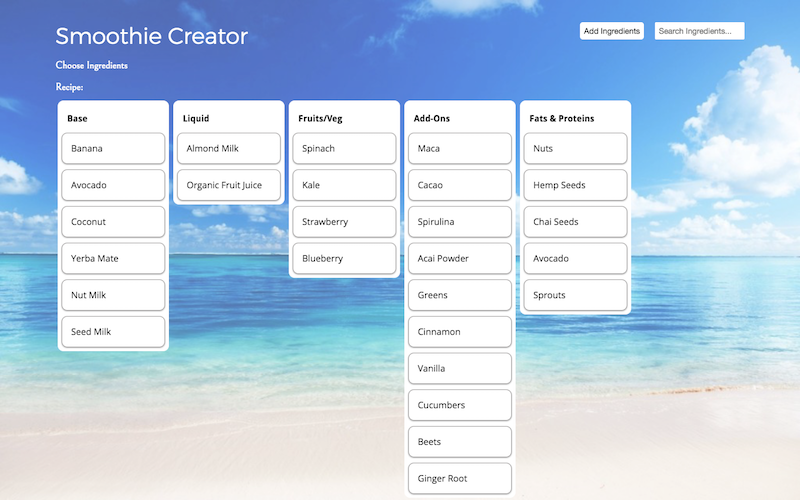 Smoothie Creator
Add Ingredients
Search Ingredients...
Choose Ingredients
Recipe:
Base
Banana
Avocado
Coconut
Yerba Mate
Nut Milk
Seed Milk
Liquid
Almond Milk
Organic Fruit Juice
Fruits/Veg
Spinach
Kale
Strawberry
Blueberry
Add-Ons
Maca
Cacao
Spirulina
Acai Powder
Greens
Cinnamon
Vanilla
Cucumbers
Beets
Ginger Root
Fats & Proteins
Nuts
Hemp Seeds
Chai Seeds
Avocado
Sprouts